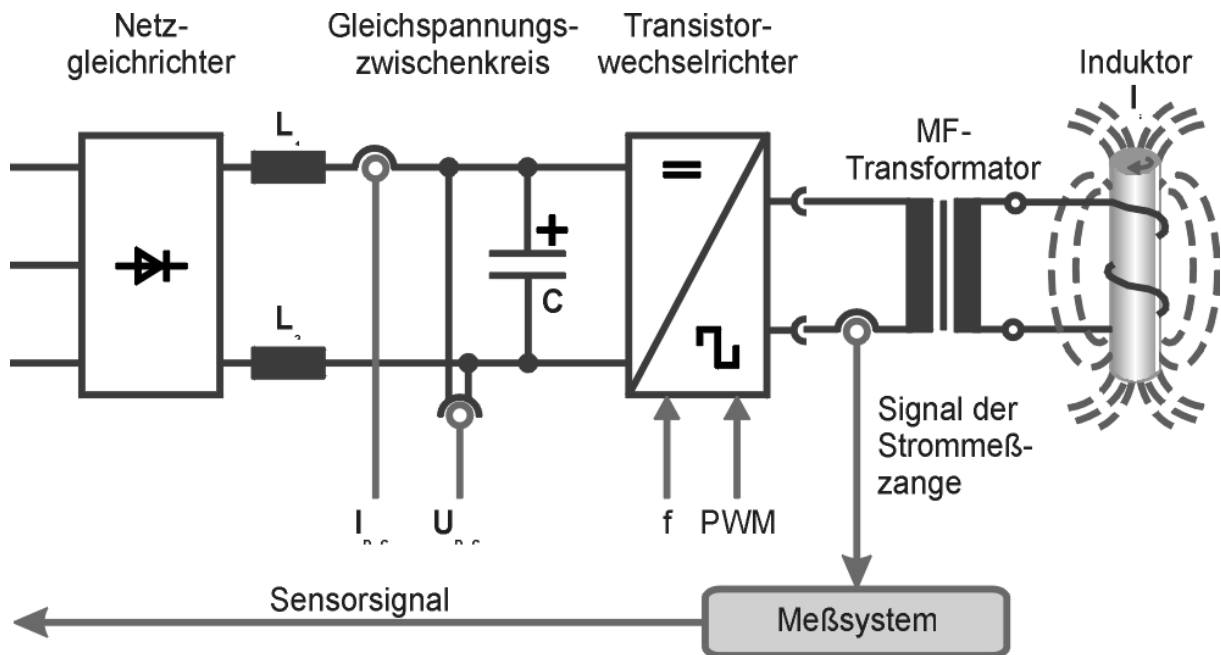 Netz-
gleichrichter
Gleichspannungs-
zwischenkreis
Transistor-
wechselrichter
Induktor
I
MF-
Transformator
L
L
+
C
Signal der
Strommeß-
zange
I
U
f
PWM
Sensorsignal
Meßsystem